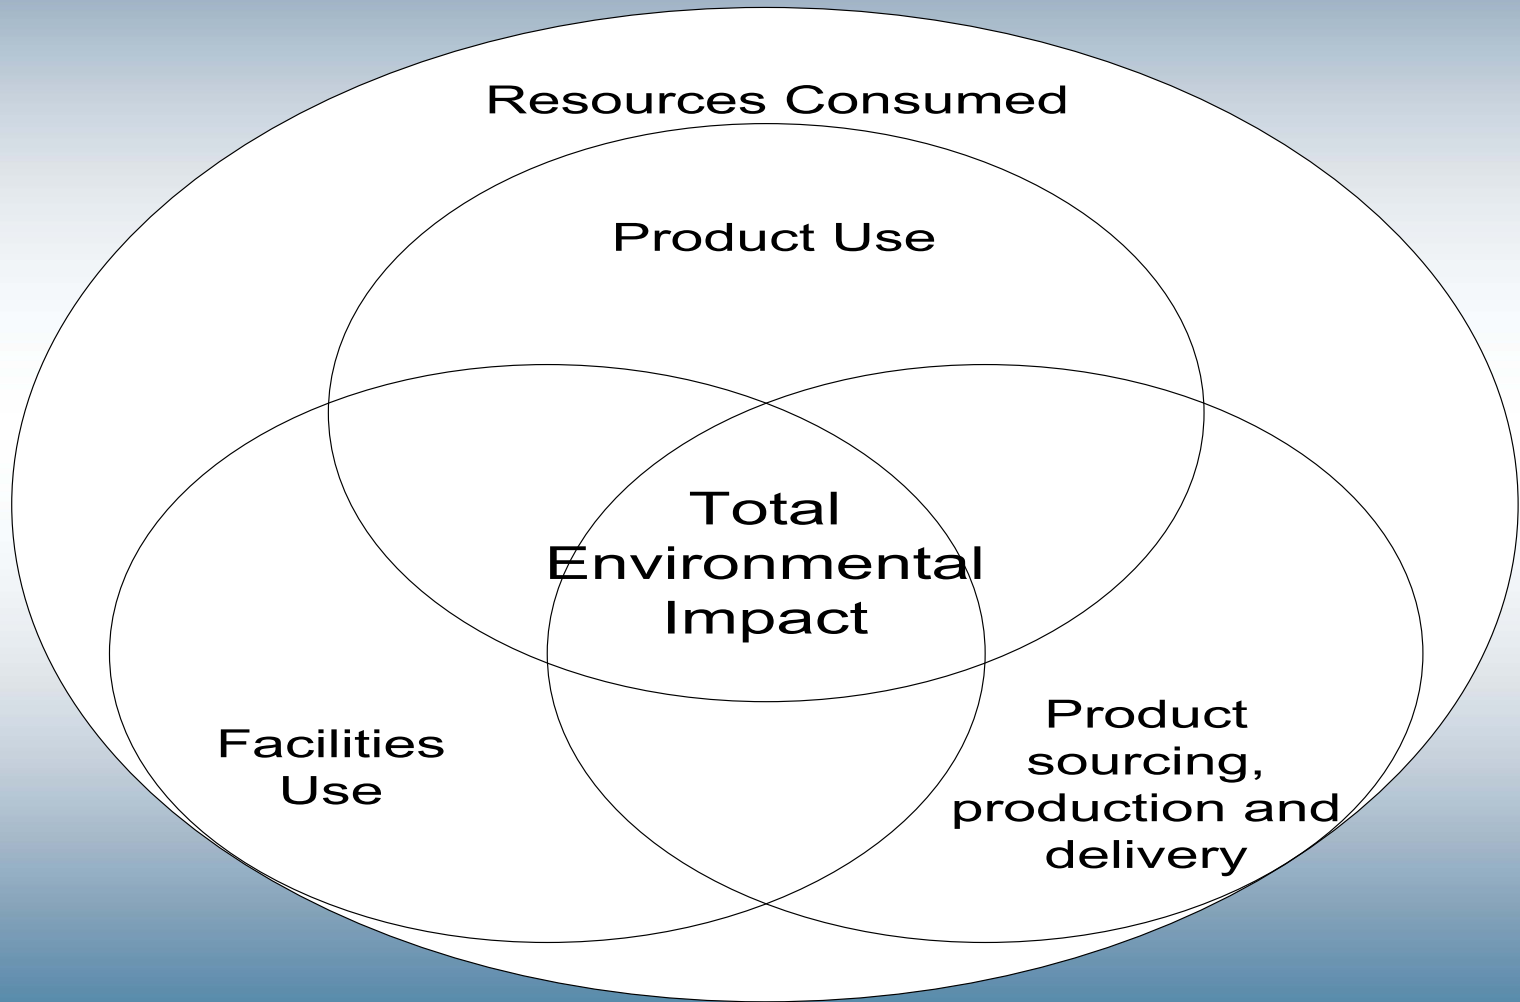 Resources Consumed
Product Use
Total
Environmental
Impact
Facilities
Use
Product
sourcing,
production and
delivery